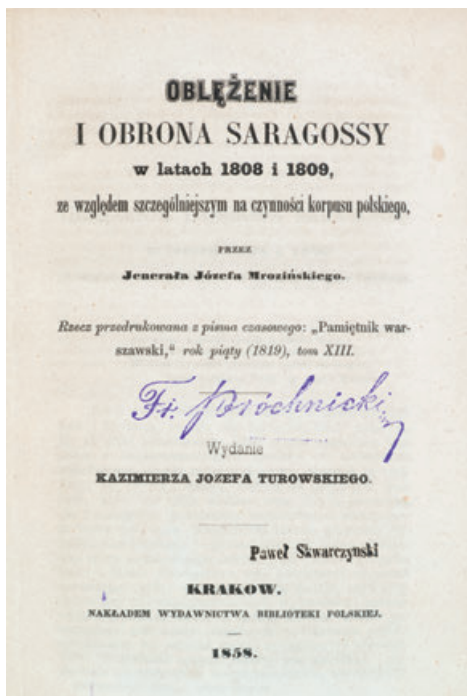 OBLĘŻENIE
I OBRONA SARAGOSSY
w latach 1808 i 1809,
ze względem szczególniejszym na czynności korpusu polskiego,
PRZEZ
Jenerała Józefa Mrozińskiego.
Rzecz przedrukowana z pisma czasowego: „Pamiętnik war-
szawski,“ rok piąty (1819), tom XIII.
Fr. Próchnicki
Wydanie
KAZIMIERZA JOZEFA TUROWSKIEGO.
Paweł Skwarczynski
KRAKOW.
NAKŁADEM WYDAWNICTWA BIBLIOTEKI POLSKIEJ.
1858.